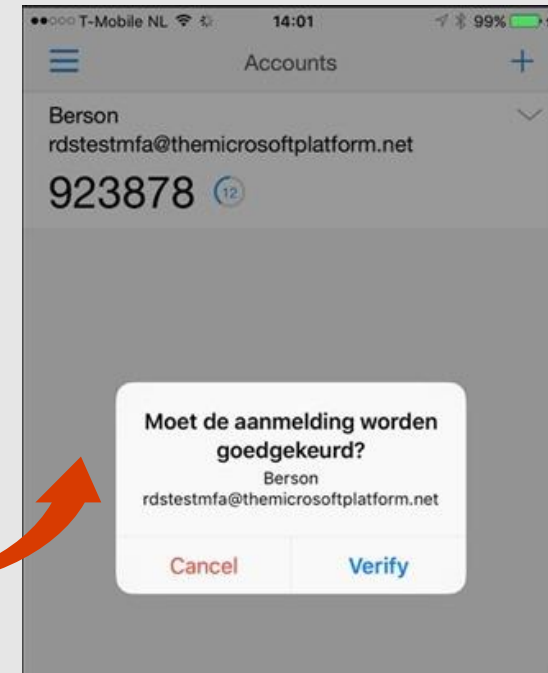 T-Mobile NL 14:01 99%
Accounts
Berson
rdstestmfa@themicrosoftplatform.net
923878 12
Moet de aanmelding worden
goedgekeurd?
Berson
rdstestmfa@themicrosoftplatform.net
Cancel Verify